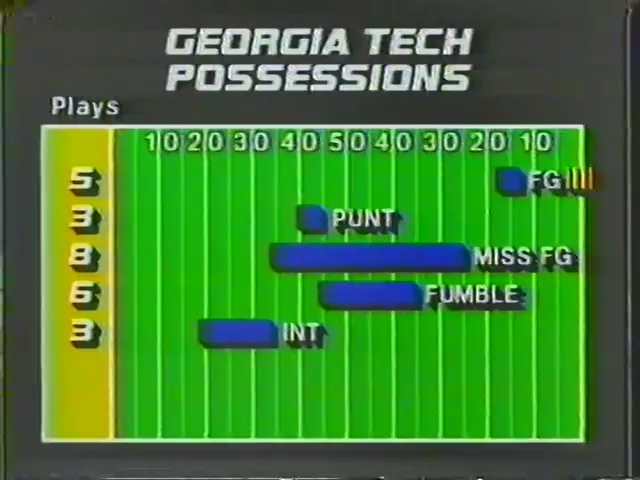 GEORGIA TECH
POSSESSIONS
Plays
10 20 30 40 50 40 30 20 10
5 FG
3 PUNT
8 MISS FG
6 FUMBLE
3 INT